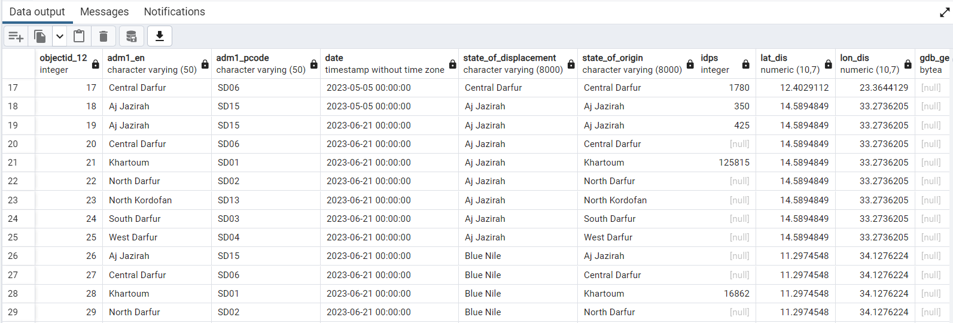 Data output Messages Notifications
objectid_12 adm1_en adm1_pcode date state_of_displacement state_of_origin idps lat_dis lon_dis gdb_ge
integer character varying (50) character varying (50) timestamp without time zone character varying (8000) character varying (8000) integer numeric (10,7) numeric (10,7) bytea
17 17 Central Darfur SD06 2023-05-05 00:00:00 Central Darfur Central Darfur 1780 12.4029112 23.3644129 [null]
18 18 Aj Jazirah SD15 2023-05-05 00:00:00 Aj Jazirah Aj Jazirah 350 14.5894849 33.2736205 [null]
19 19 Aj Jazirah SD15 2023-06-21 00:00:00 Aj Jazirah Aj Jazirah 425 14.5894849 33.2736205 [null]
20 20 Central Darfur SD06 2023-06-21 00:00:00 Aj Jazirah Central Darfur [null] 14.5894849 33.2736205 [null]
21 21 Khartoum SD01 2023-06-21 00:00:00 Aj Jazirah Khartoum 125815 14.5894849 33.2736205 [null]
22 22 North Darfur SD02 2023-06-21 00:00:00 Aj Jazirah North Darfur [null] 14.5894849 33.2736205 [null]
23 23 North Kordofan SD13 2023-06-21 00:00:00 Aj Jazirah North Kordofan [null] 14.5894849 33.2736205 [null]
24 24 South Darfur SD03 2023-06-21 00:00:00 Aj Jazirah South Darfur [null] 14.5894849 33.2736205 [null]
25 25 West Darfur SD04 2023-06-21 00:00:00 Aj Jazirah West Darfur [null] 14.5894849 33.2736205 [null]
26 26 Aj Jazirah SD15 2023-06-21 00:00:00 Blue Nile Aj Jazirah [null] 11.2974548 34.1276224 [null]
27 27 Central Darfur SD06 2023-06-21 00:00:00 Blue Nile Central Darfur [null] 11.2974548 34.1276224 [null]
28 28 Khartoum SD01 2023-06-21 00:00:00 Blue Nile Khartoum 16862 11.2974548 34.1276224 [null]
29 29 North Darfur SD02 2023-06-21 00:00:00 Blue Nile North Darfur [null] 11.2974548 34.1276224 [null]